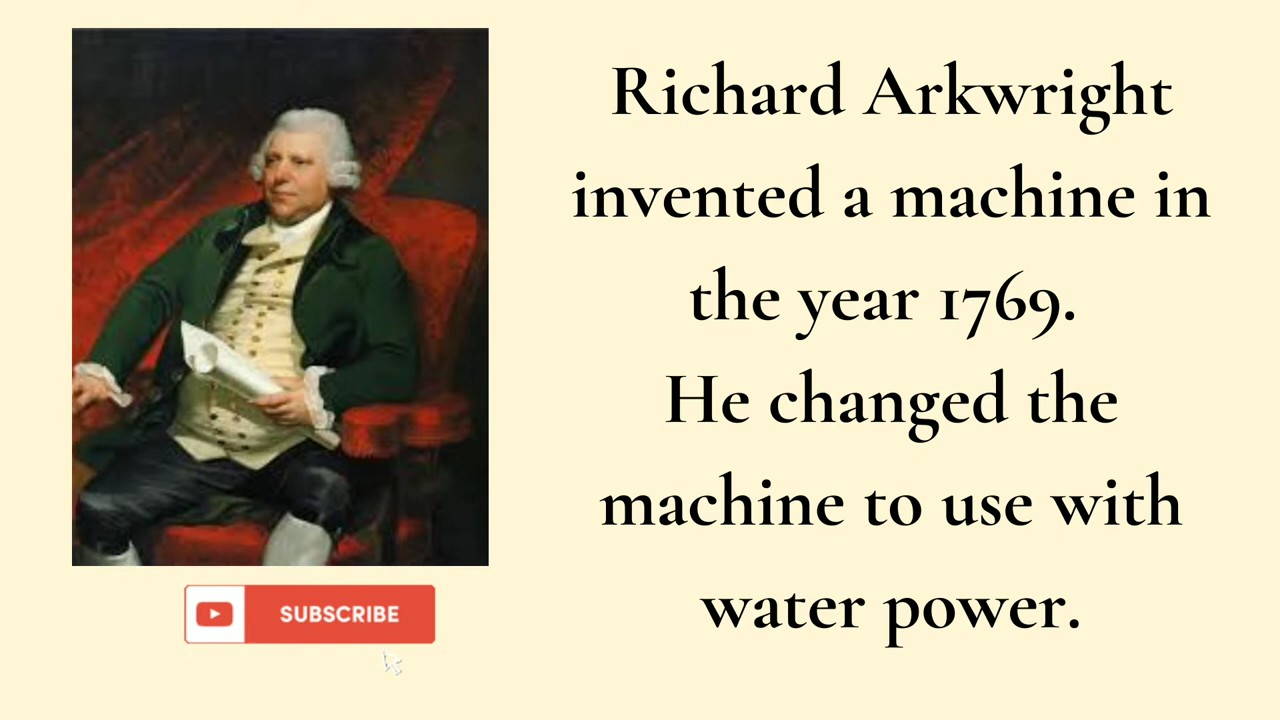 Richard Arkwright
invented a machine in
the year 1769.
He changed the
machine to use with
water power.
SUBSCRIBE